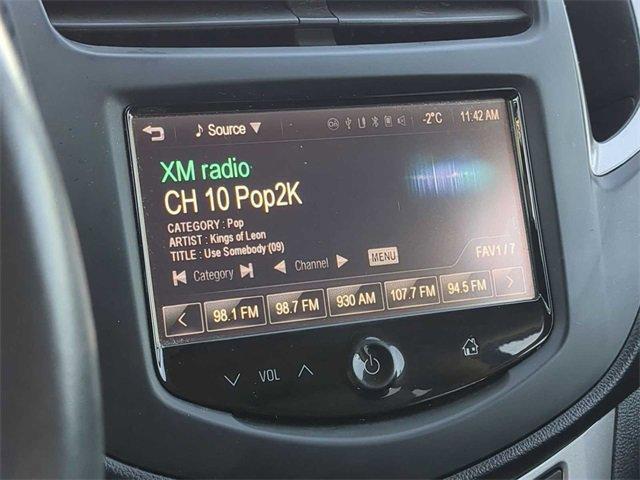 ♪ Source ▼ -2°C 11:42 AM
XM radio
CH 10 Pop2K
CATEGORY : Pop
ARTIST : Kings of Leon
TITLE : Use Somebody (09)
Category Channel MENU FAV1 / 7
98.1 FM 98.7 FM 930 AM 107.7 FM 94.5 FM
VOL